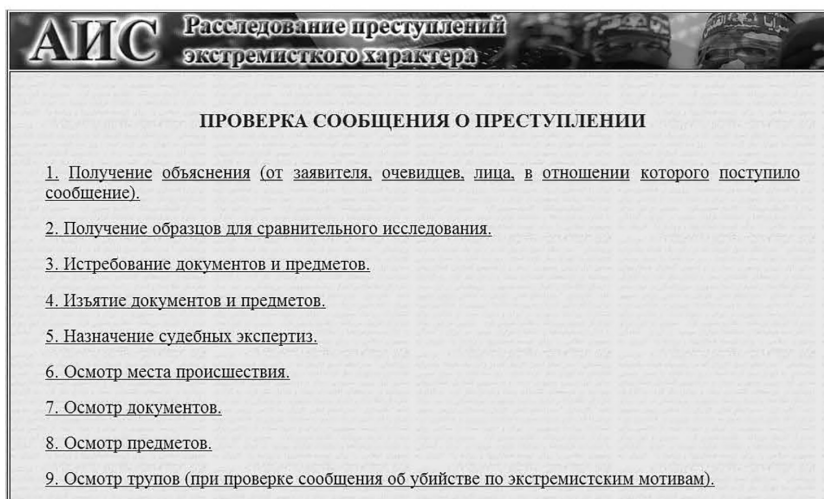 АИС Расследование преступлений
экстремисткого характера
ПРОВЕРКА СООБЩЕНИЯ О ПРЕСТУПЛЕНИИ
1. Получение объяснения (от заявителя, очевидцев, лица, в отношении которого поступило
сообщение).
2. Получение образцов для сравнительного исследования.
3. Истребование документов и предметов.
4. Изъятие документов и предметов.
5. Назначение судебных экспертиз.
6. Осмотр места происшествия.
7. Осмотр документов.
8. Осмотр предметов.
9. Осмотр трупов (при проверке сообщения об убийстве по экстремистским мотивам).